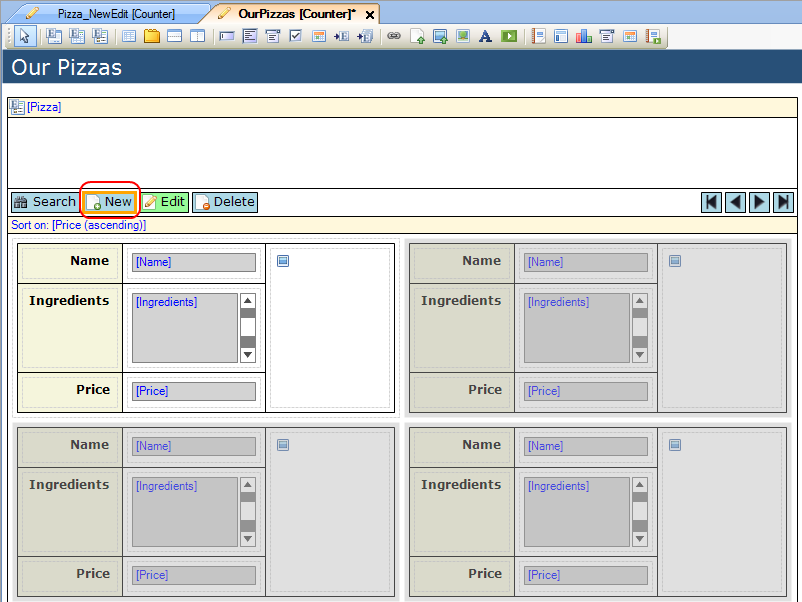 Pizza_NewEdit [Counter] OurPizzas [Counter]*
Our Pizzas
[Pizza]
Search New Edit Delete
Sort on: [Price (ascending)]
Name [Name] Name [Name]
Ingredients [Ingredients] Ingredients [Ingredients]
Price [Price] Price [Price]
Name [Name] Name [Name]
Ingredients [Ingredients] Ingredients [Ingredients]
Price [Price] Price [Price]